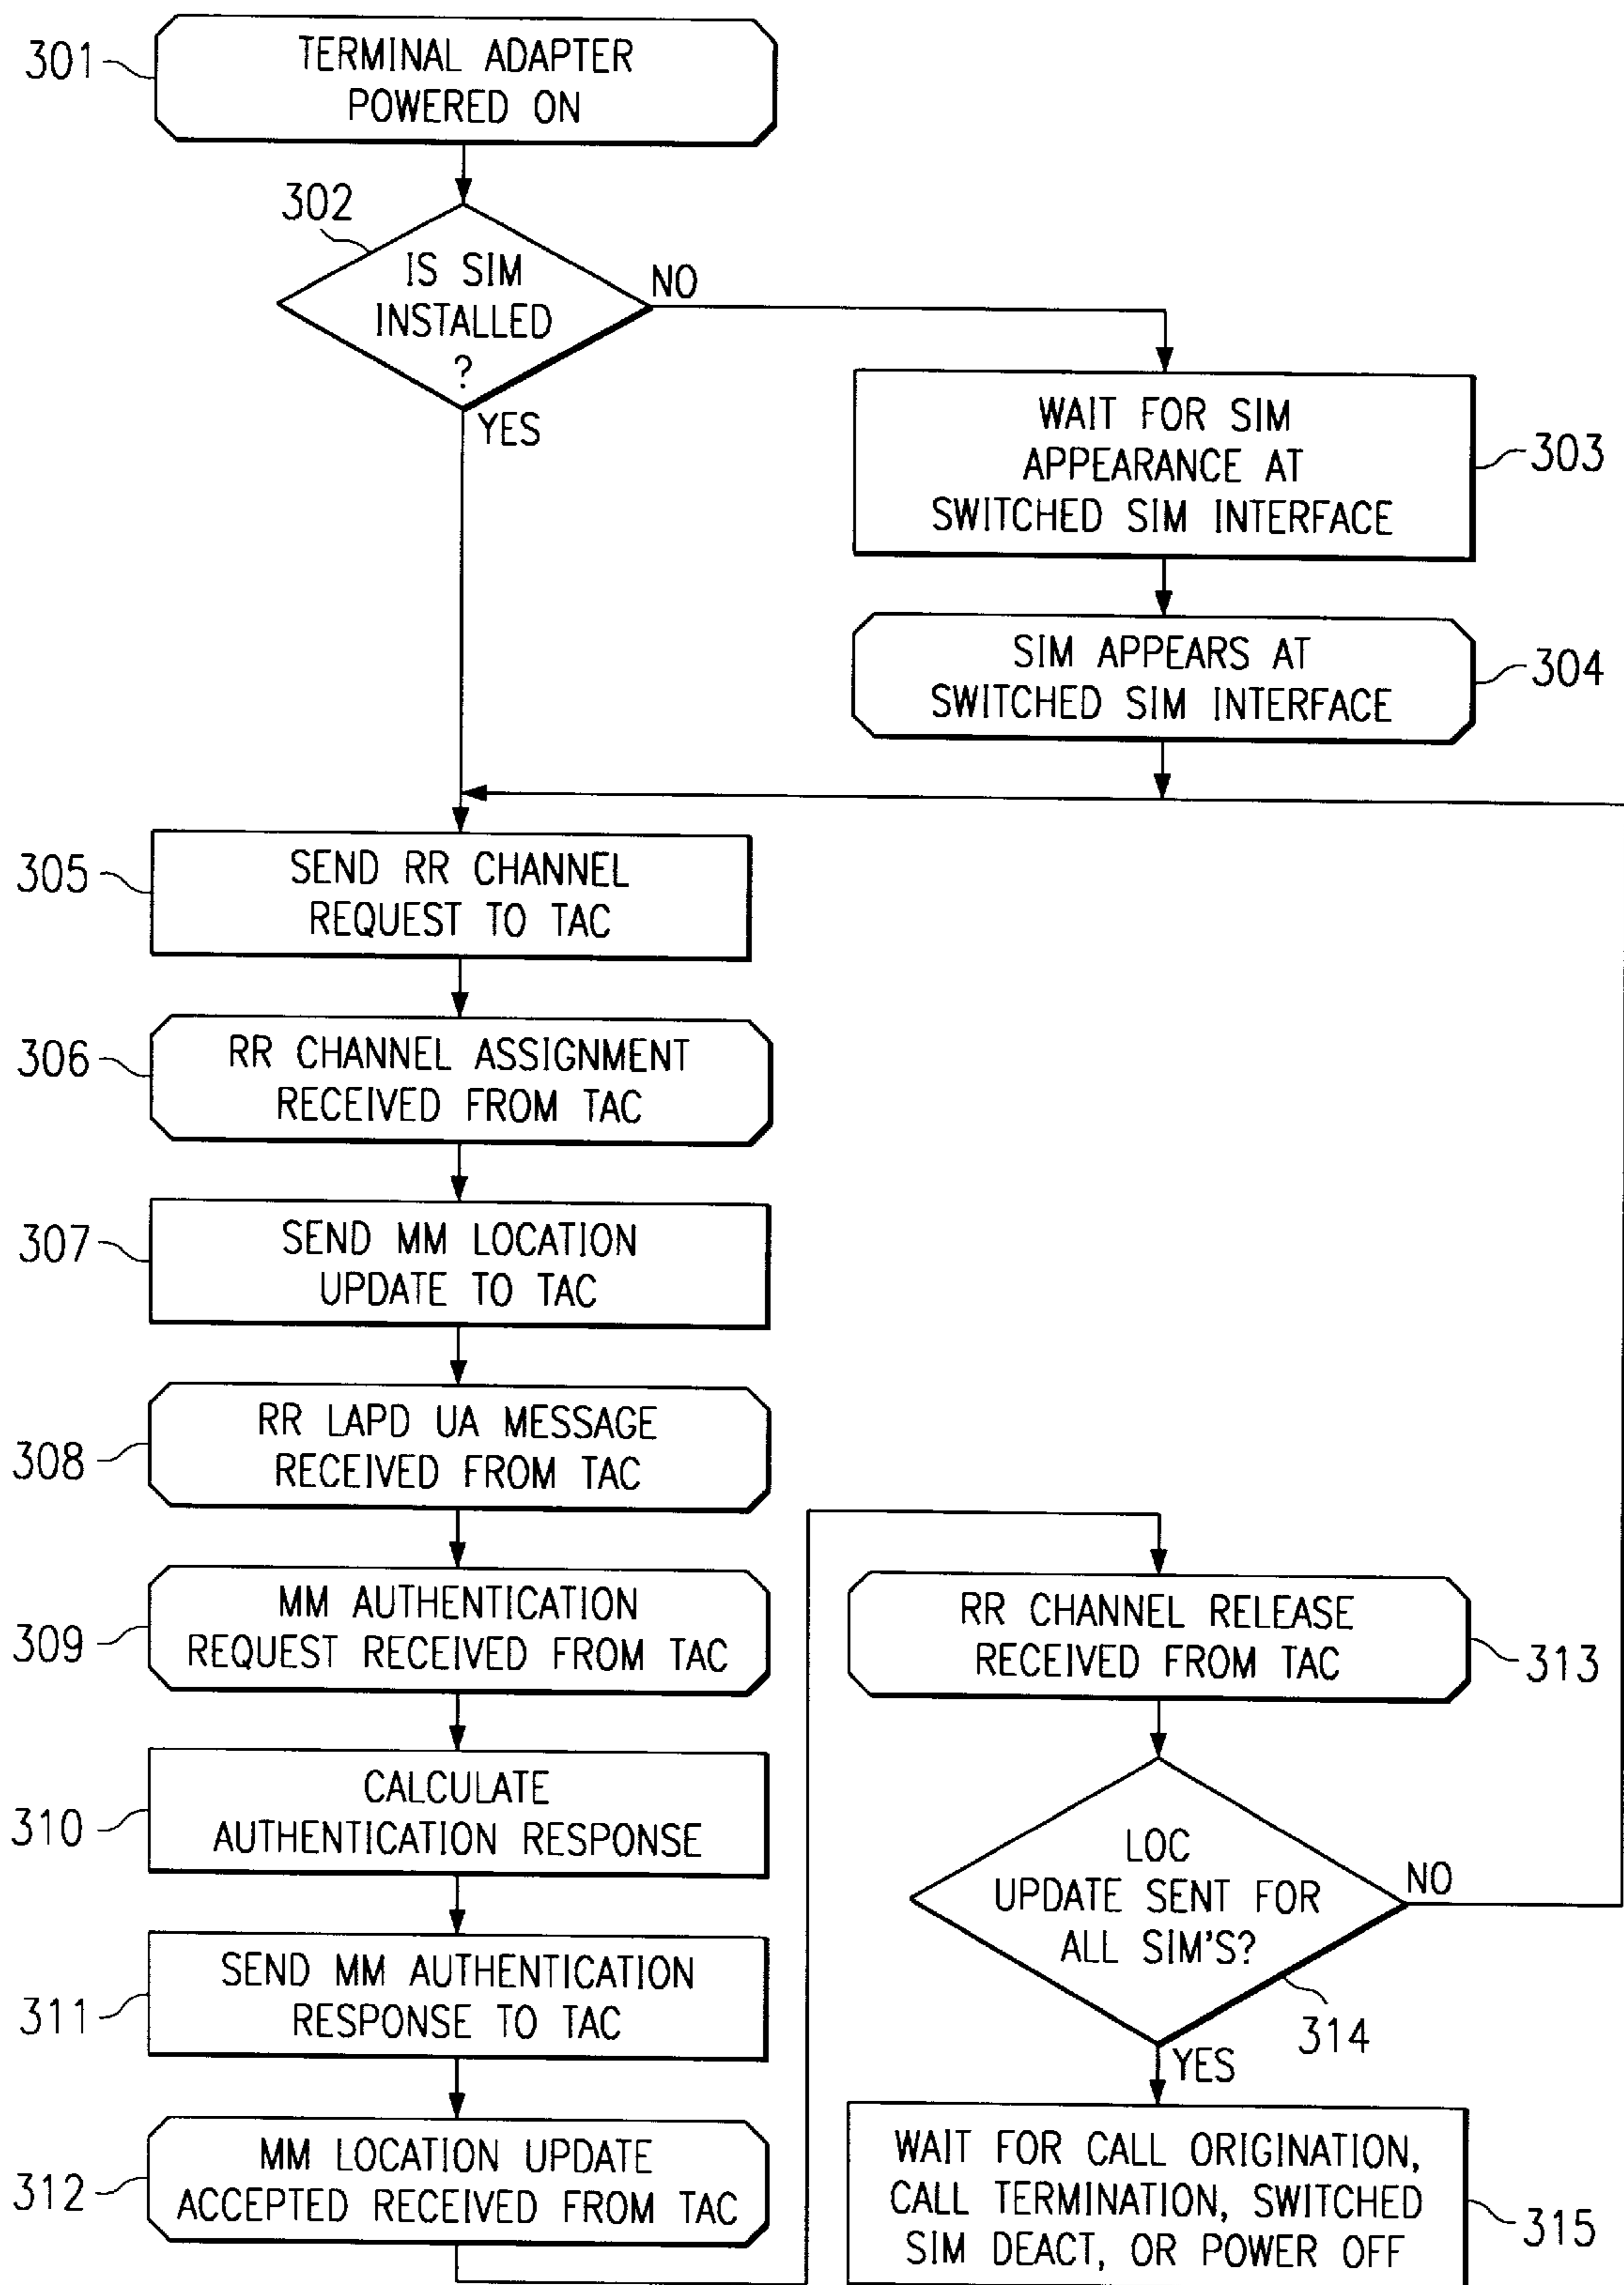 301
TERMINAL ADAPTER
POWERED ON
302
IS SIM
INSTALLED
?
NO
YES
WAIT FOR SIM
APPEARANCE AT
SWITCHED SIM INTERFACE
303
SIM APPEARS AT
SWITCHED SIM INTERFACE
304
305
SEND RR CHANNEL
REQUEST TO TAC
306
RR CHANNEL ASSIGNMENT
RECEIVED FROM TAC
307
SEND MM LOCATION
UPDATE TO TAC
308
RR LAPD UA MESSAGE
RECEIVED FROM TAC
309
MM AUTHENTICATION
REQUEST RECEIVED FROM TAC
310
CALCULATE
AUTHENTICATION RESPONSE
311
SEND MM AUTHENTICATION
RESPONSE TO TAC
312
MM LOCATION UPDATE
ACCEPTED RECEIVED FROM TAC
RR CHANNEL RELEASE
RECEIVED FROM TAC
313
LOC
UPDATE SENT FOR
ALL SIM'S?
NO
314
YES
WAIT FOR CALL ORIGINATION,
CALL TERMINATION, SWITCHED
SIM DEACT, OR POWER OFF
315